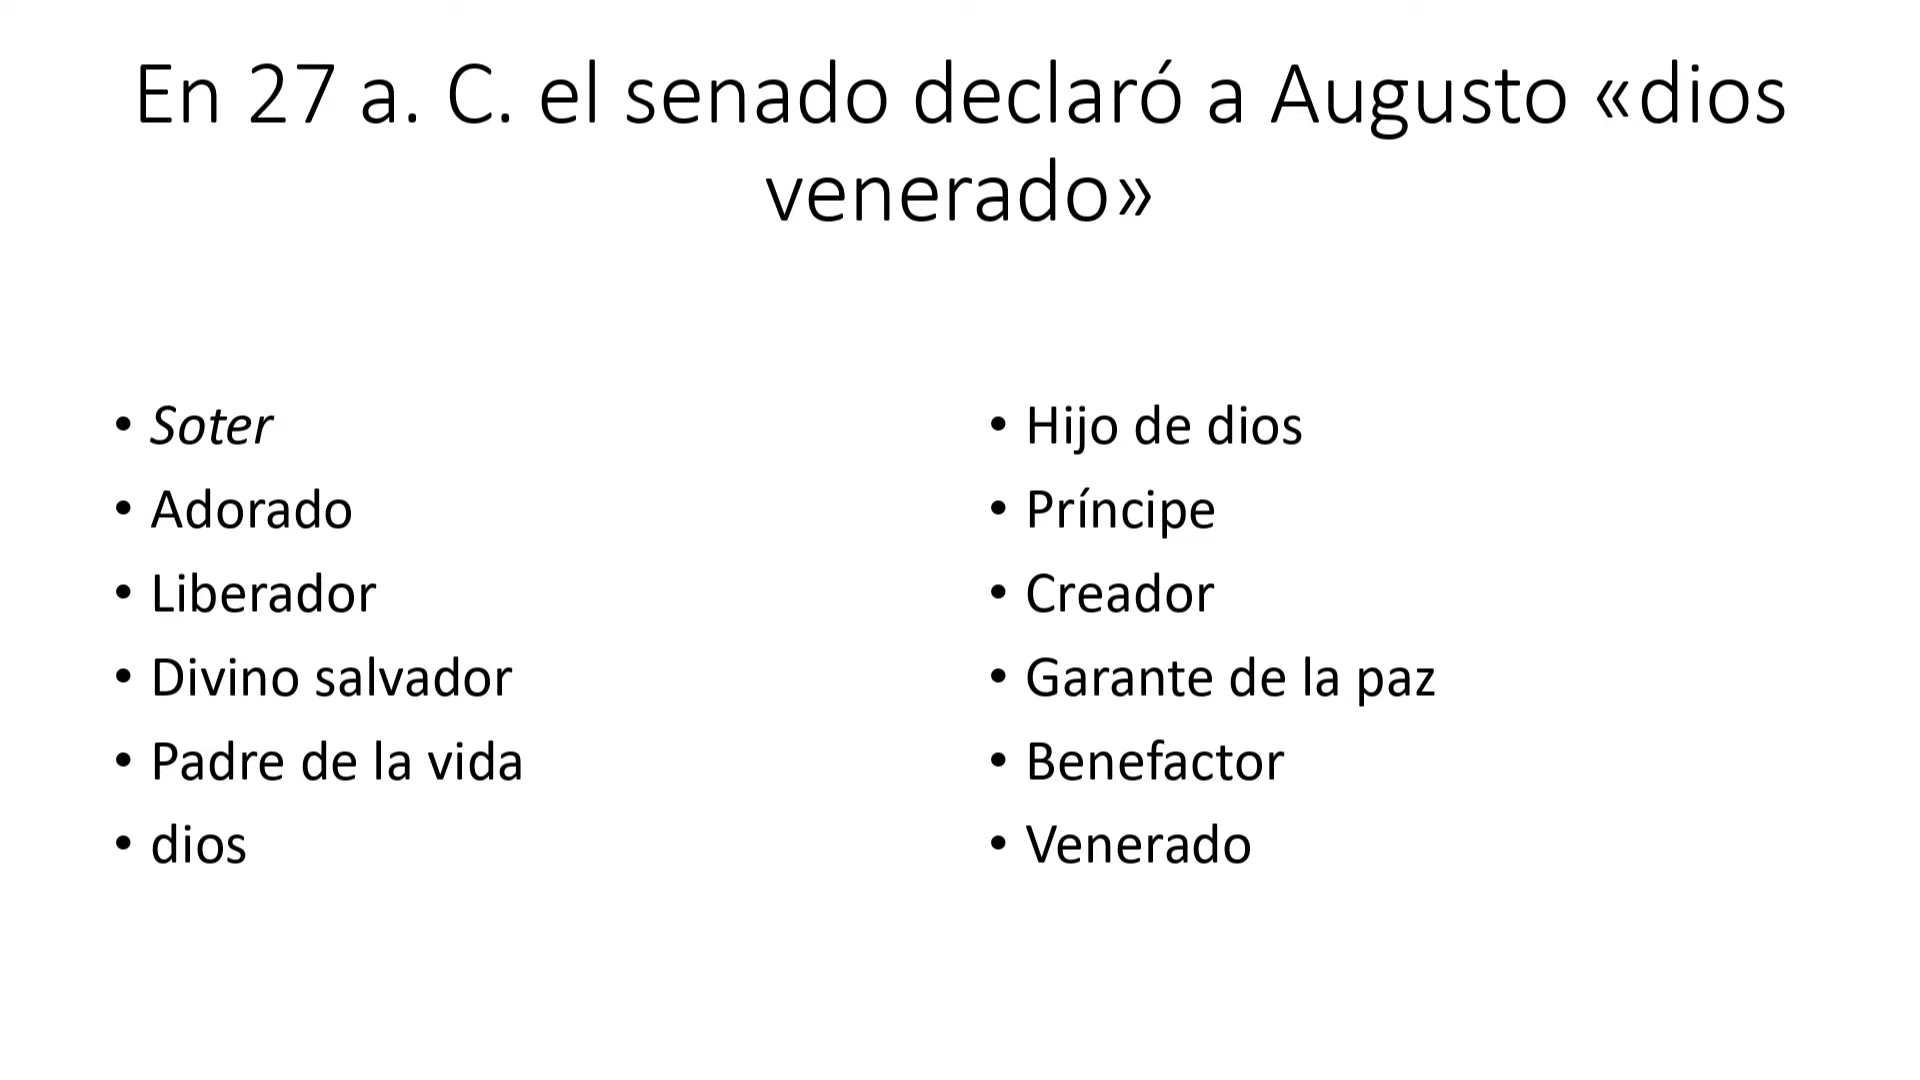 En 27 a. C. el senado declaró a Augusto «dios
venerado»
• Soter
• Adorado
• Liberador
• Divino salvador
• Padre de la vida
• dios
• Hijo de dios
• Príncipe
• Creador
• Garante de la paz
• Benefactor
• Venerado